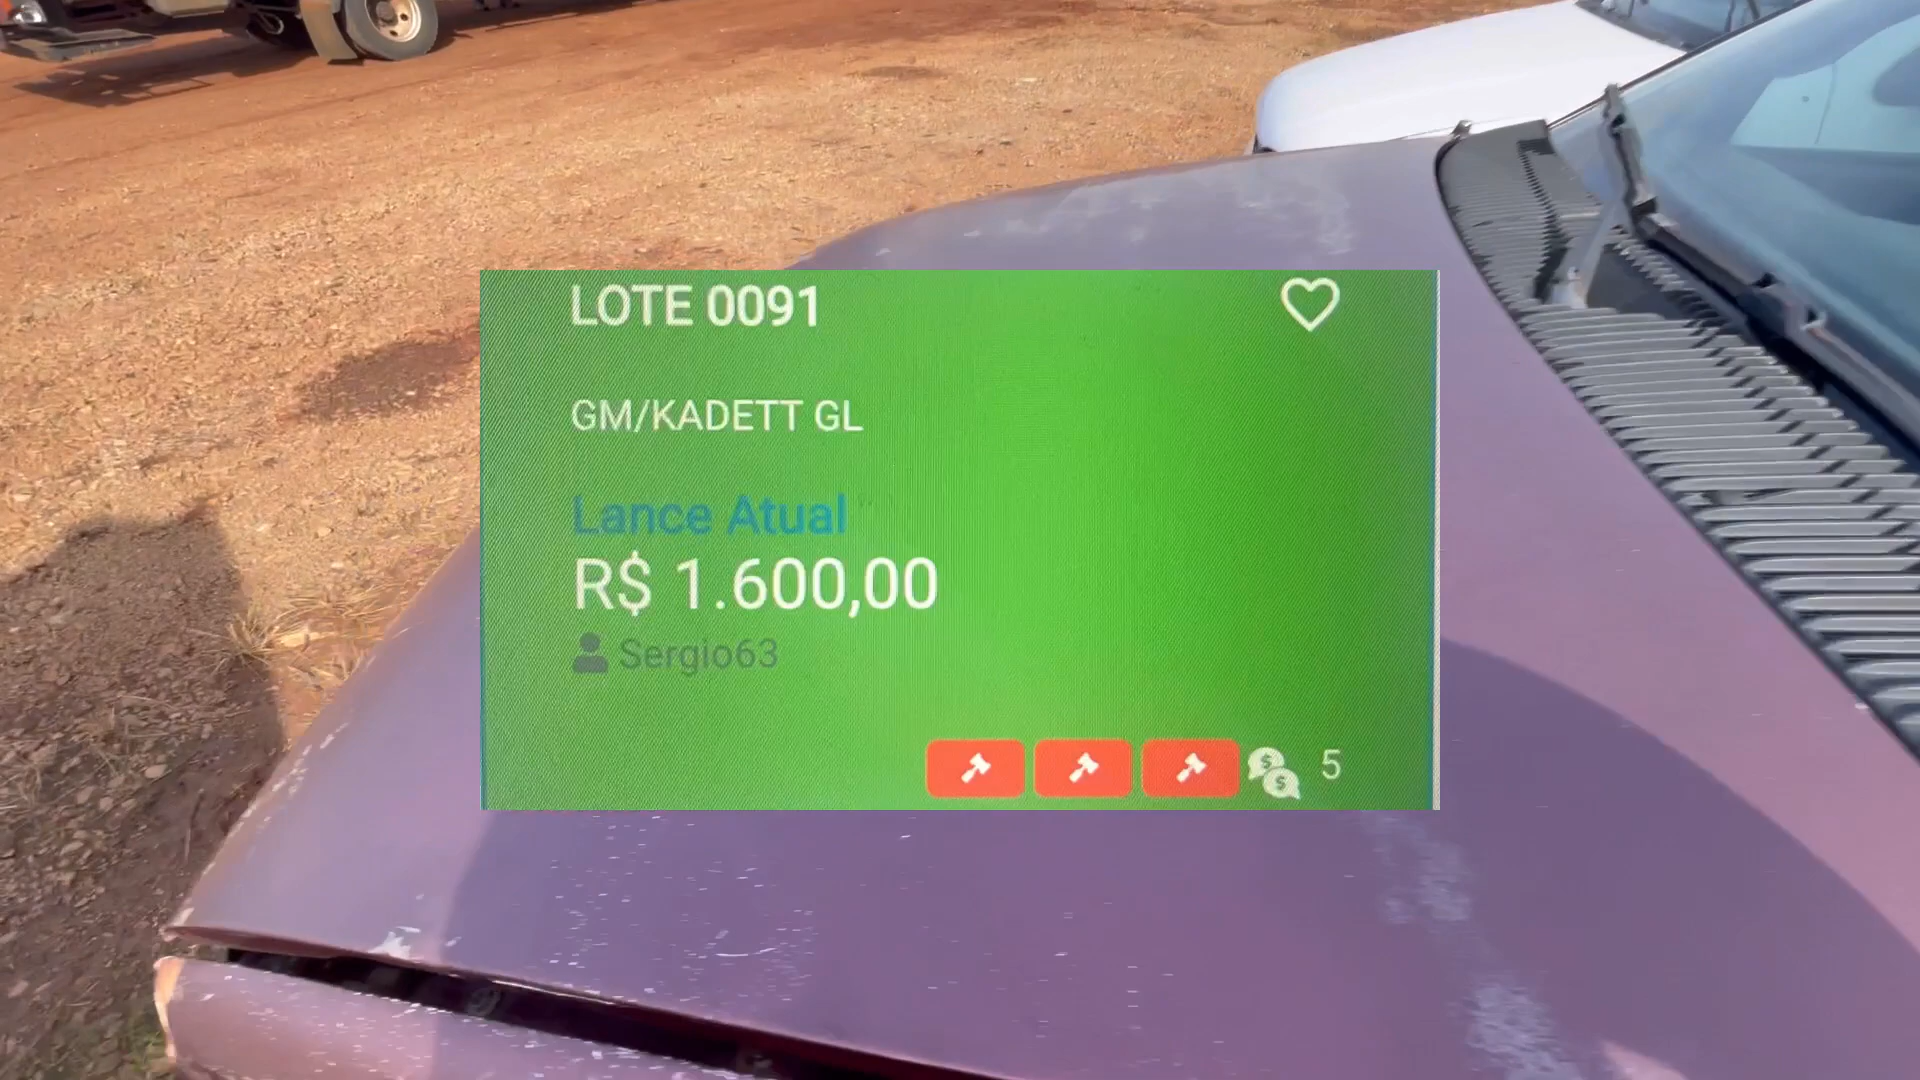 LOTE 0091
GM/KADETT GL
Lance Atual
R$ 1.600,00
Sergio63
5